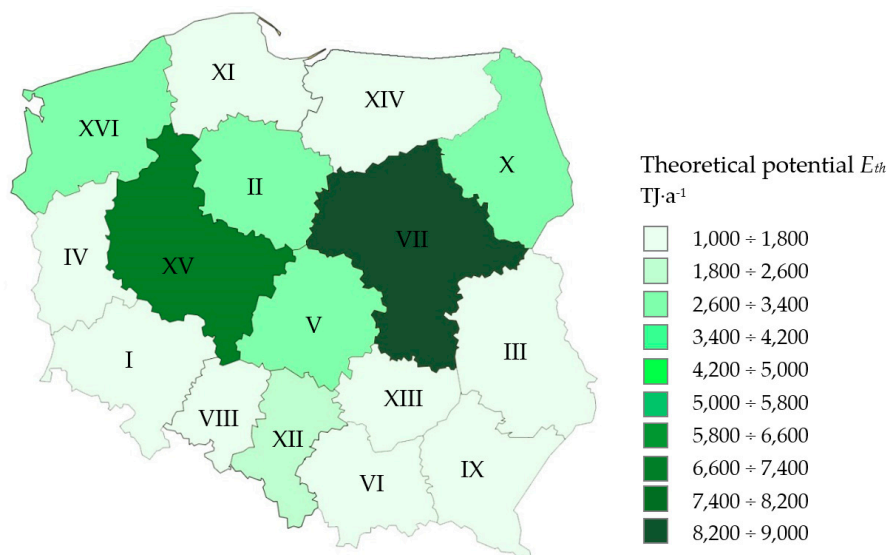 XI
XIV
XVI
II
X
VII
IV
XV
V
I
III
VIII
XIII
XII
VI
IX
Theoretical potential Eth
TJ·a-1
1,000 ÷ 1,800
1,800 ÷ 2,600
2,600 ÷ 3,400
3,400 ÷ 4,200
4,200 ÷ 5,000
5,000 ÷ 5,800
5,800 ÷ 6,600
6,600 ÷ 7,400
7,400 ÷ 8,200
8,200 ÷ 9,000